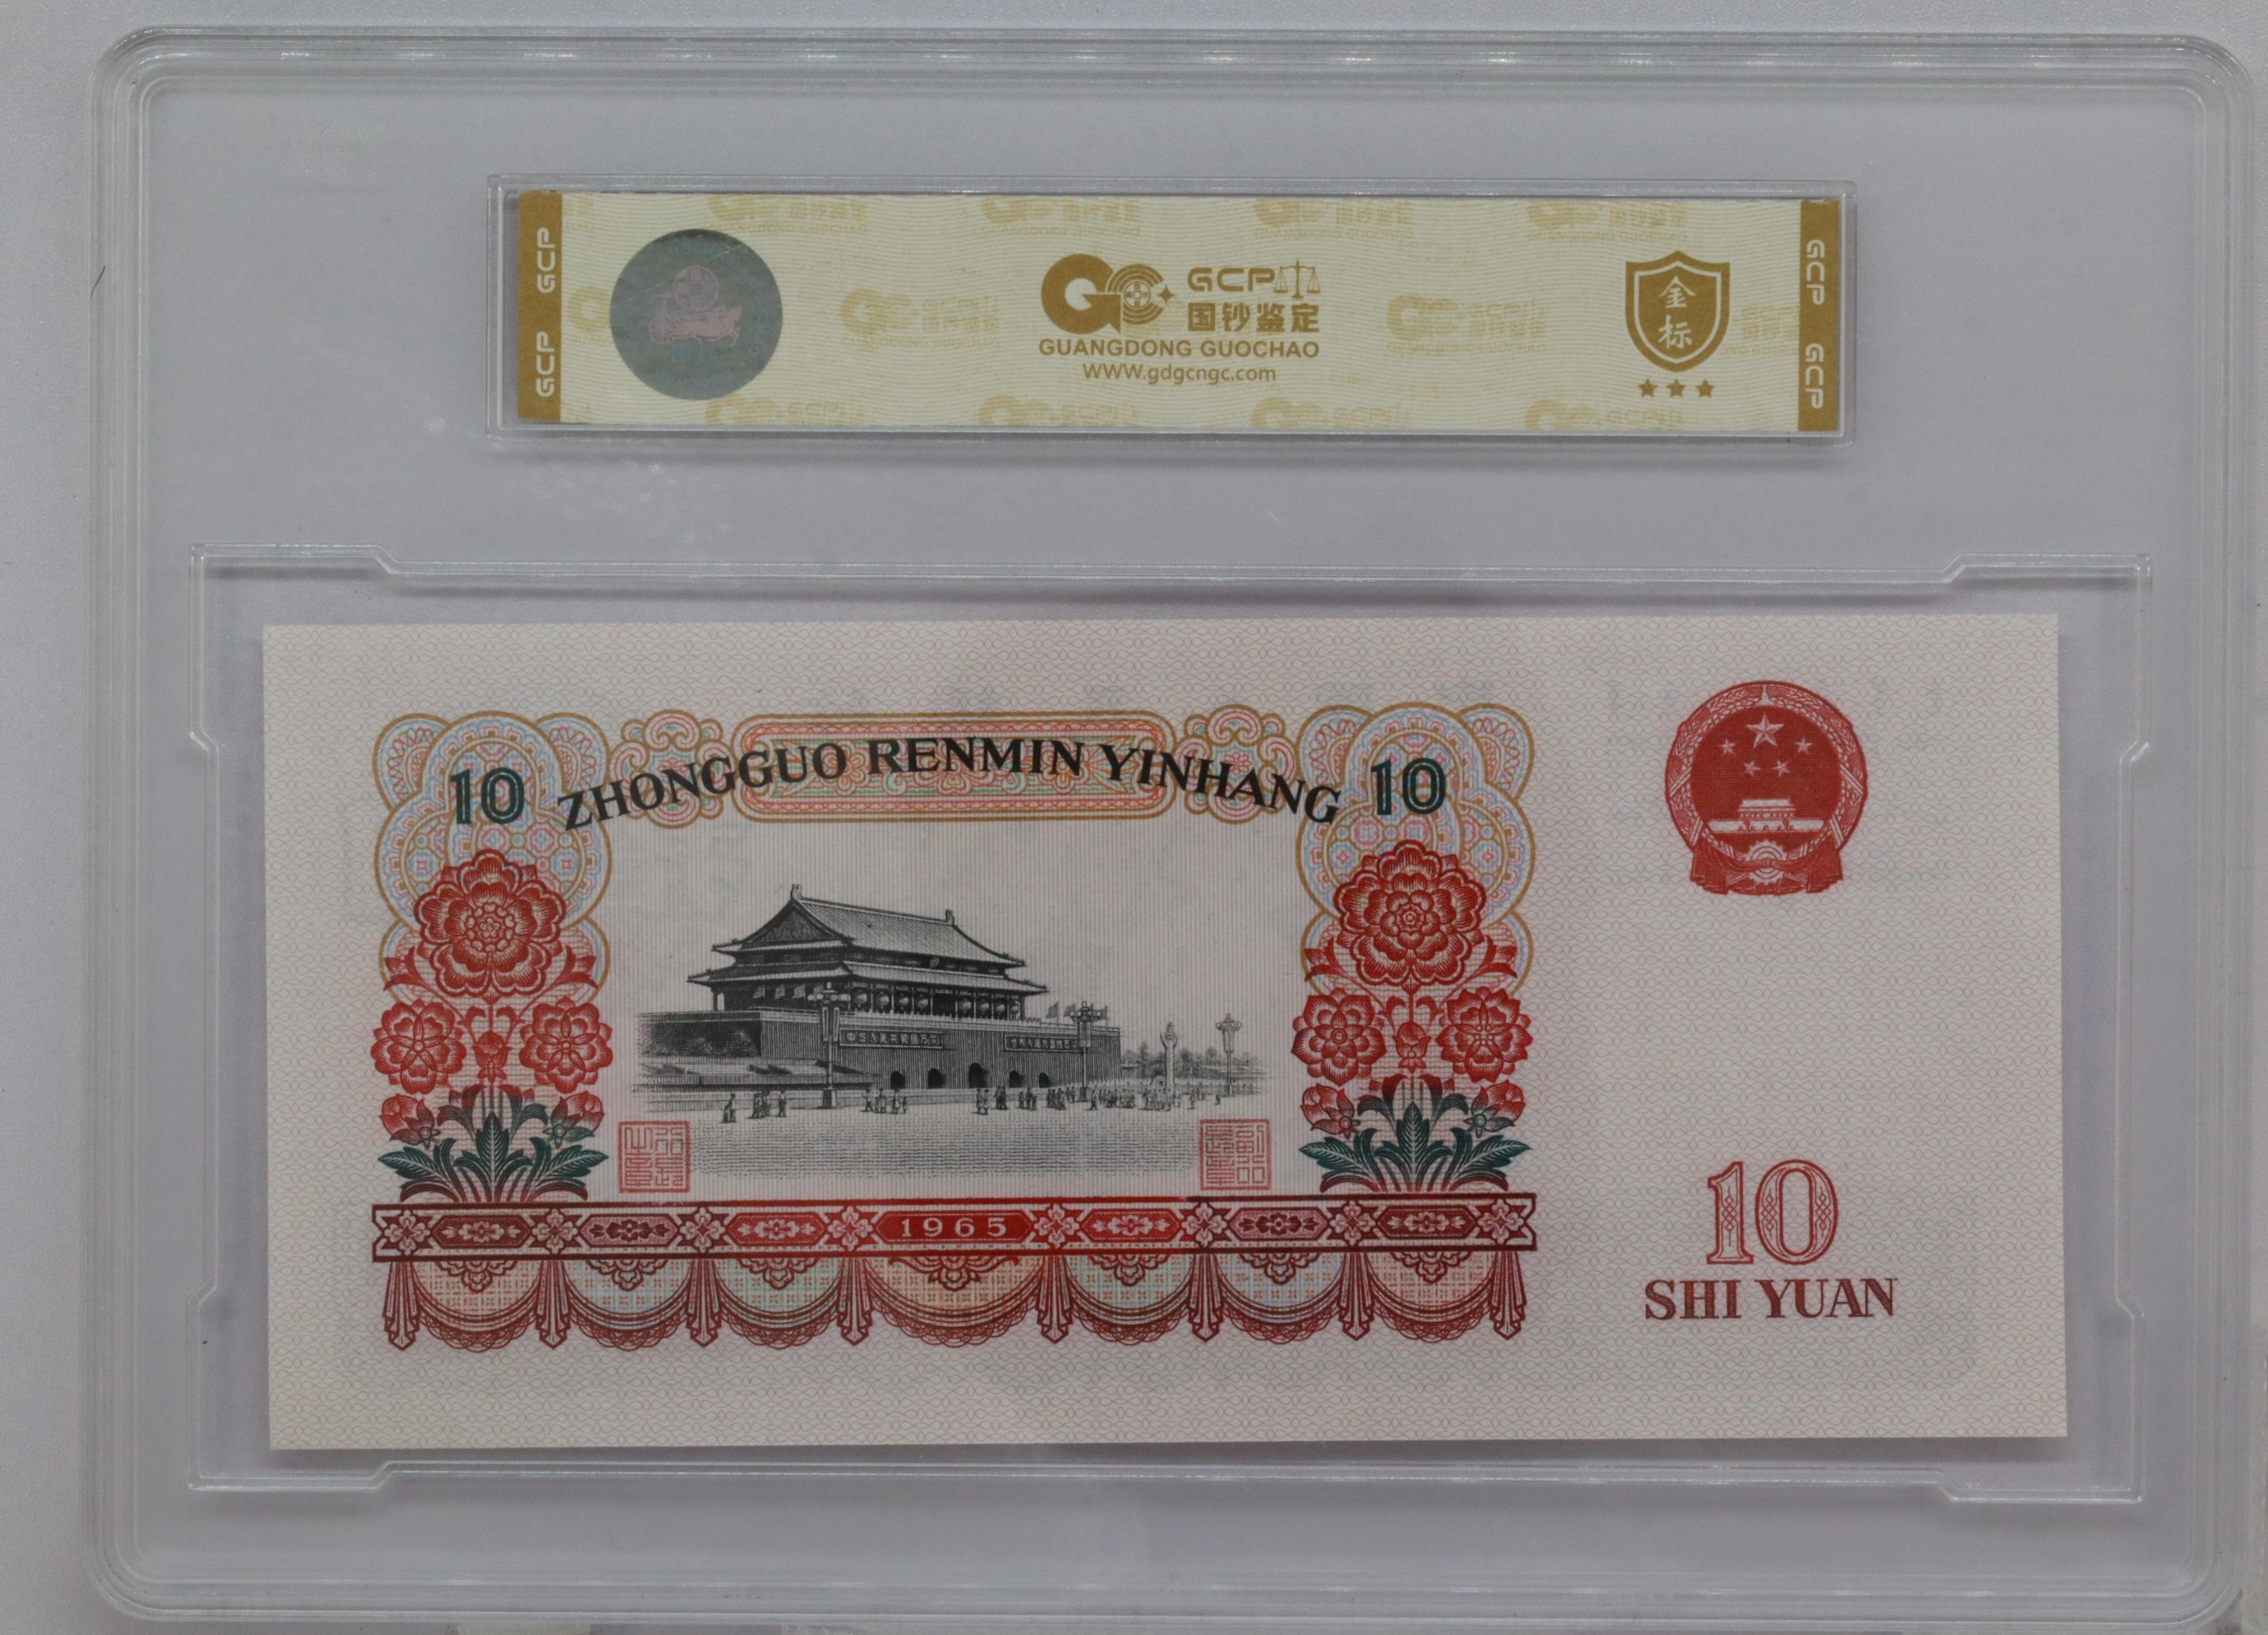 GCP GCP
GCP
国钞鉴定
GUANGDONG GUOCHAO
WWW.gdgcngc.com
金
标
GCP GCP
10 ZHONGGUO RENMIN YINHANG 10
1965
10
SHI YUAN